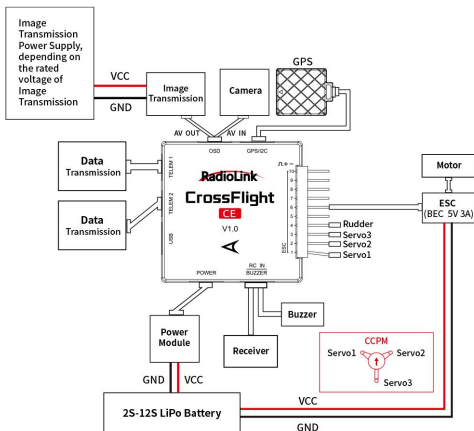 Image
Transmission
Power Supply,
depending on
the rated
voltage of
Image
Transmission
VCC
GND
Image
Transmission
Camera
GPS
AV OUT
AV IN
OSD
GPS/I2C
Data
Transmission
TELEM 1
Data
Transmission
TELEM 2
USB
RadioLink
CrossFlight
CE
V1.0
+ −
10
9
8
7
6
5
4
3
2
1
ESC
Rudder
Servo3
Servo2
Servo1
Motor
ESC
(BEC 5V 3A)
POWER
RC IN
BUZZER
Power
Module
Receiver
Buzzer
CCPM
Servo1
Servo2
Servo3
GND
VCC
2S-12S LiPo Battery
VCC
GND